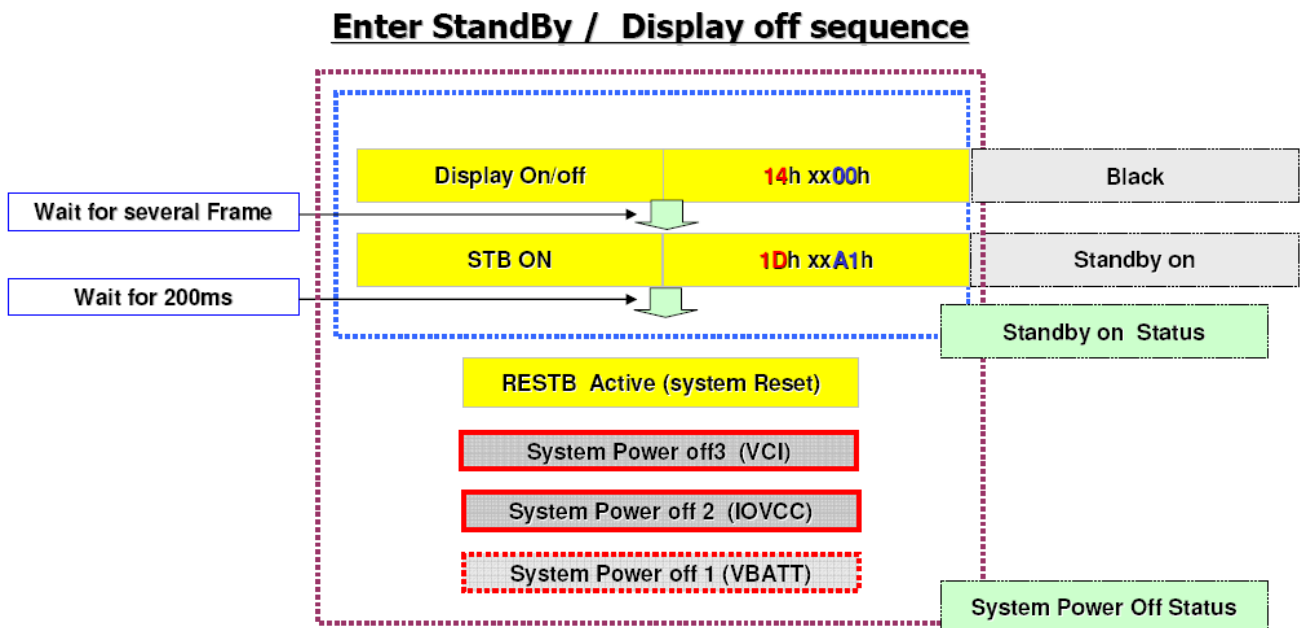 Enter StandBy / Display off sequence
Display On/off 14h xx00h Black
Wait for several Frame
STB ON 1Dh xxA1h Standby on
Wait for 200ms
Standby on Status
RESTB Active (system Reset)
System Power off3 (VCI)
System Power off 2 (IOVCC)
System Power off 1 (VBATT)
System Power Off Status